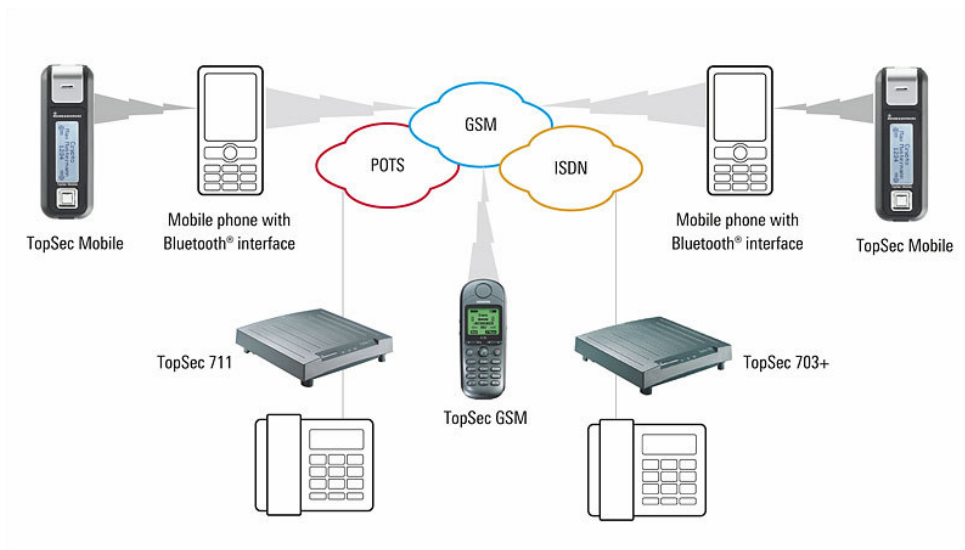 GSM
POTS
ISDN
TopSec Mobile
Mobile phone with
Bluetooth® interface
Mobile phone with
Bluetooth® interface
TopSec Mobile
TopSec 711
TopSec GSM
TopSec 703+